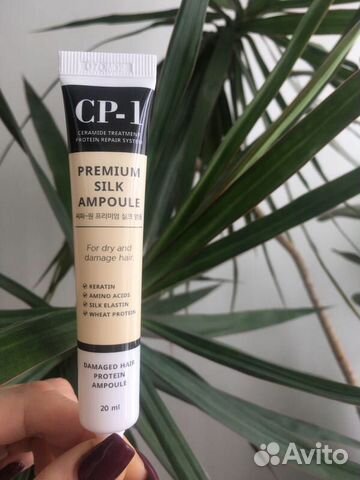 CP-1
CERAMIDE TREATMENT
PROTEIN REPAIR SYSTEM
PREMIUM
SILK
AMPOULE
씨피-원 프리미엄 실크 앰플
For dry and
damage hair.
KERATIN
AMINO ACIDS
SILK ELASTIN
WHEAT PROTEIN
DAMAGED HAIR
PROTEIN
AMPOULE
20 ml
Avito